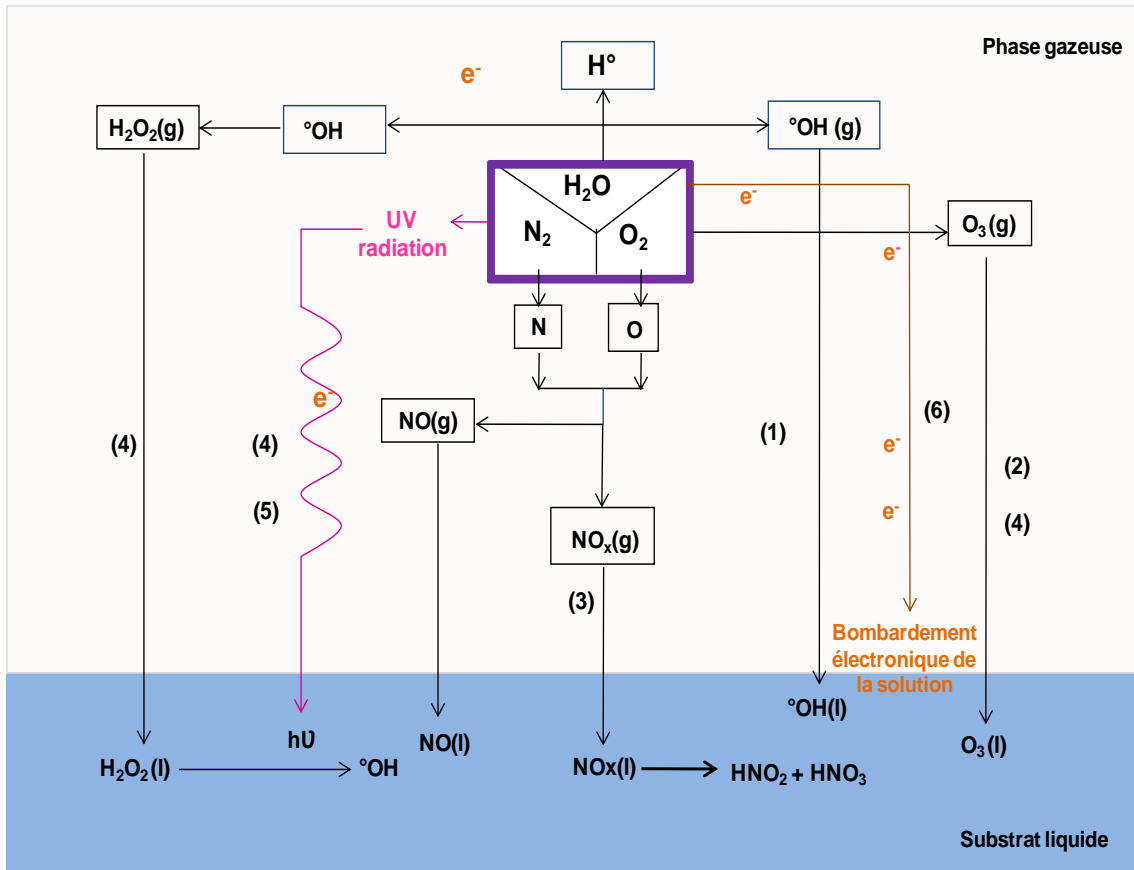 Phase gazeuse
H°
e-
H₂O₂(g)
°OH
°OH (g)
H₂O
e-
UV
radiation
N₂
O₂
O₃(g)
e-
N
O
e-
NO(g)
(4)
(4)
(1)
(6)
e-
(2)
(5)
e-
(4)
NOₓ(g)
(3)
Bombardement
électronique de
la solution
°OH(l)
hʋ
NO(l)
O₃(l)
H₂O₂(l)
°OH
NOx(l)
HNO₂ + HNO₃
Substrat liquide